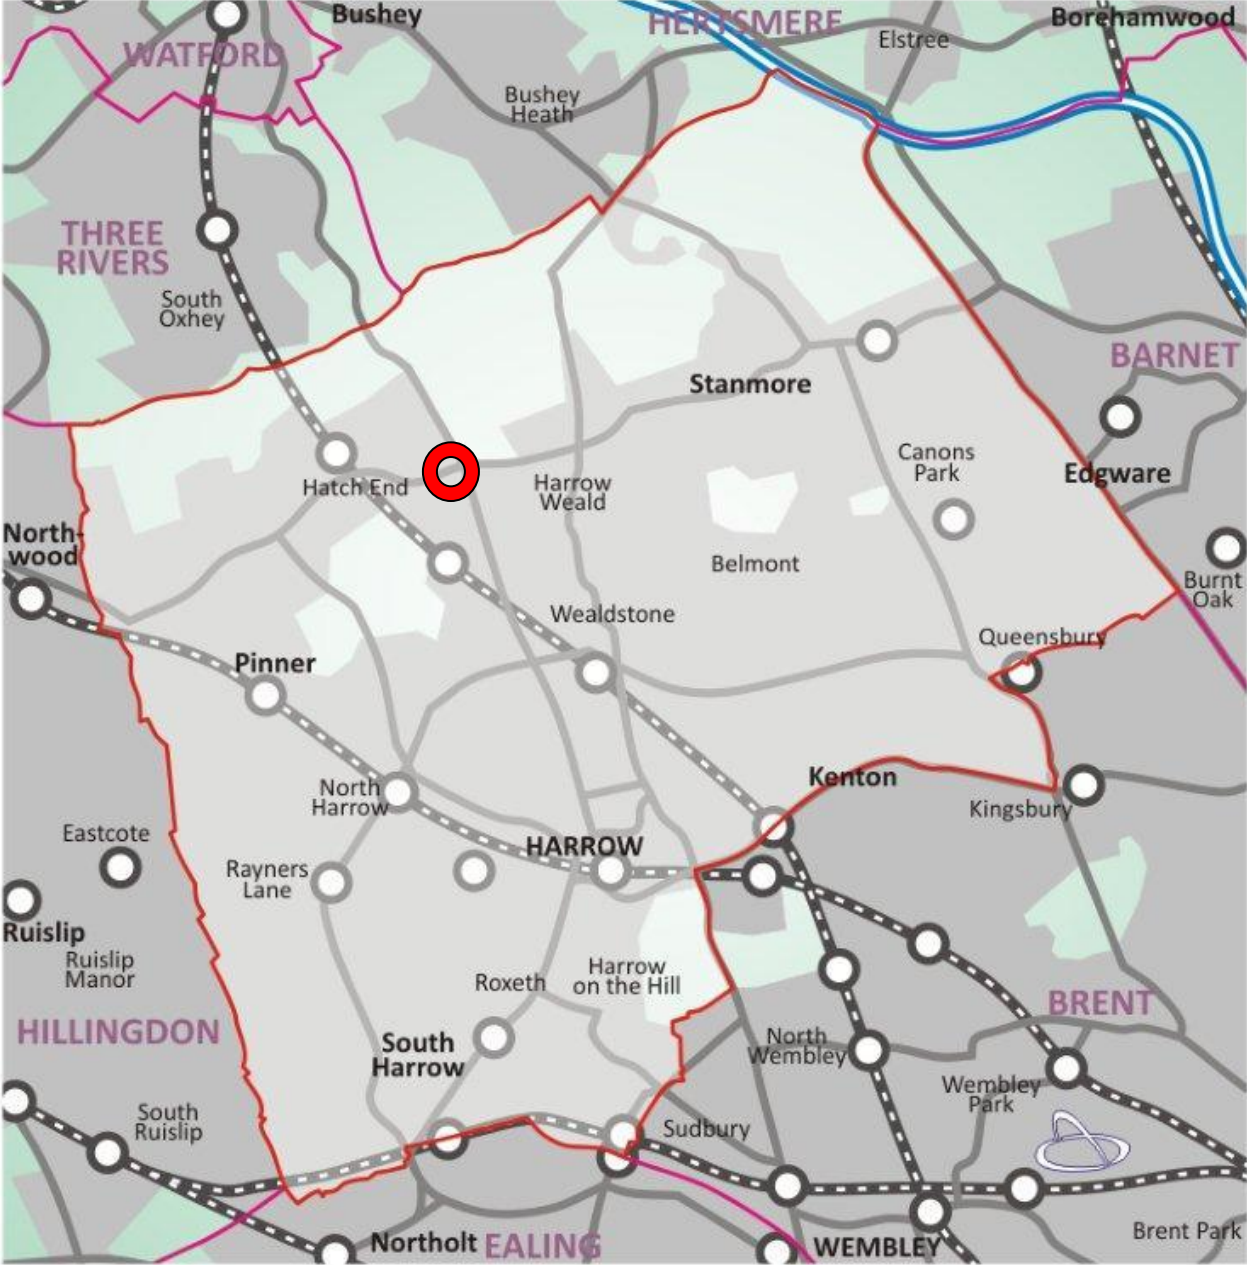 Bushey
HERTSMERE
Borehamwood
Elstree
WATFORD
Bushey
Heath
THREE
RIVERS
South
Oxhey
BARNET
Stanmore
Canons
Park
Edgware
Hatch End
Harrow
Weald
North-
wood
Belmont
Burnt
Oak
Wealdstone
Queensbury
Pinner
Kenton
North
Harrow
Kingsbury
Eastcote
HARROW
Rayners
Lane
Ruislip
Ruislip
Manor
Harrow
on the Hill
Roxeth
BRENT
HILLINGDON
South
Harrow
North
Wembley
Wembley
Park
South
Ruislip
Sudbury
Northolt
EALING
WEMBLEY
Brent Park